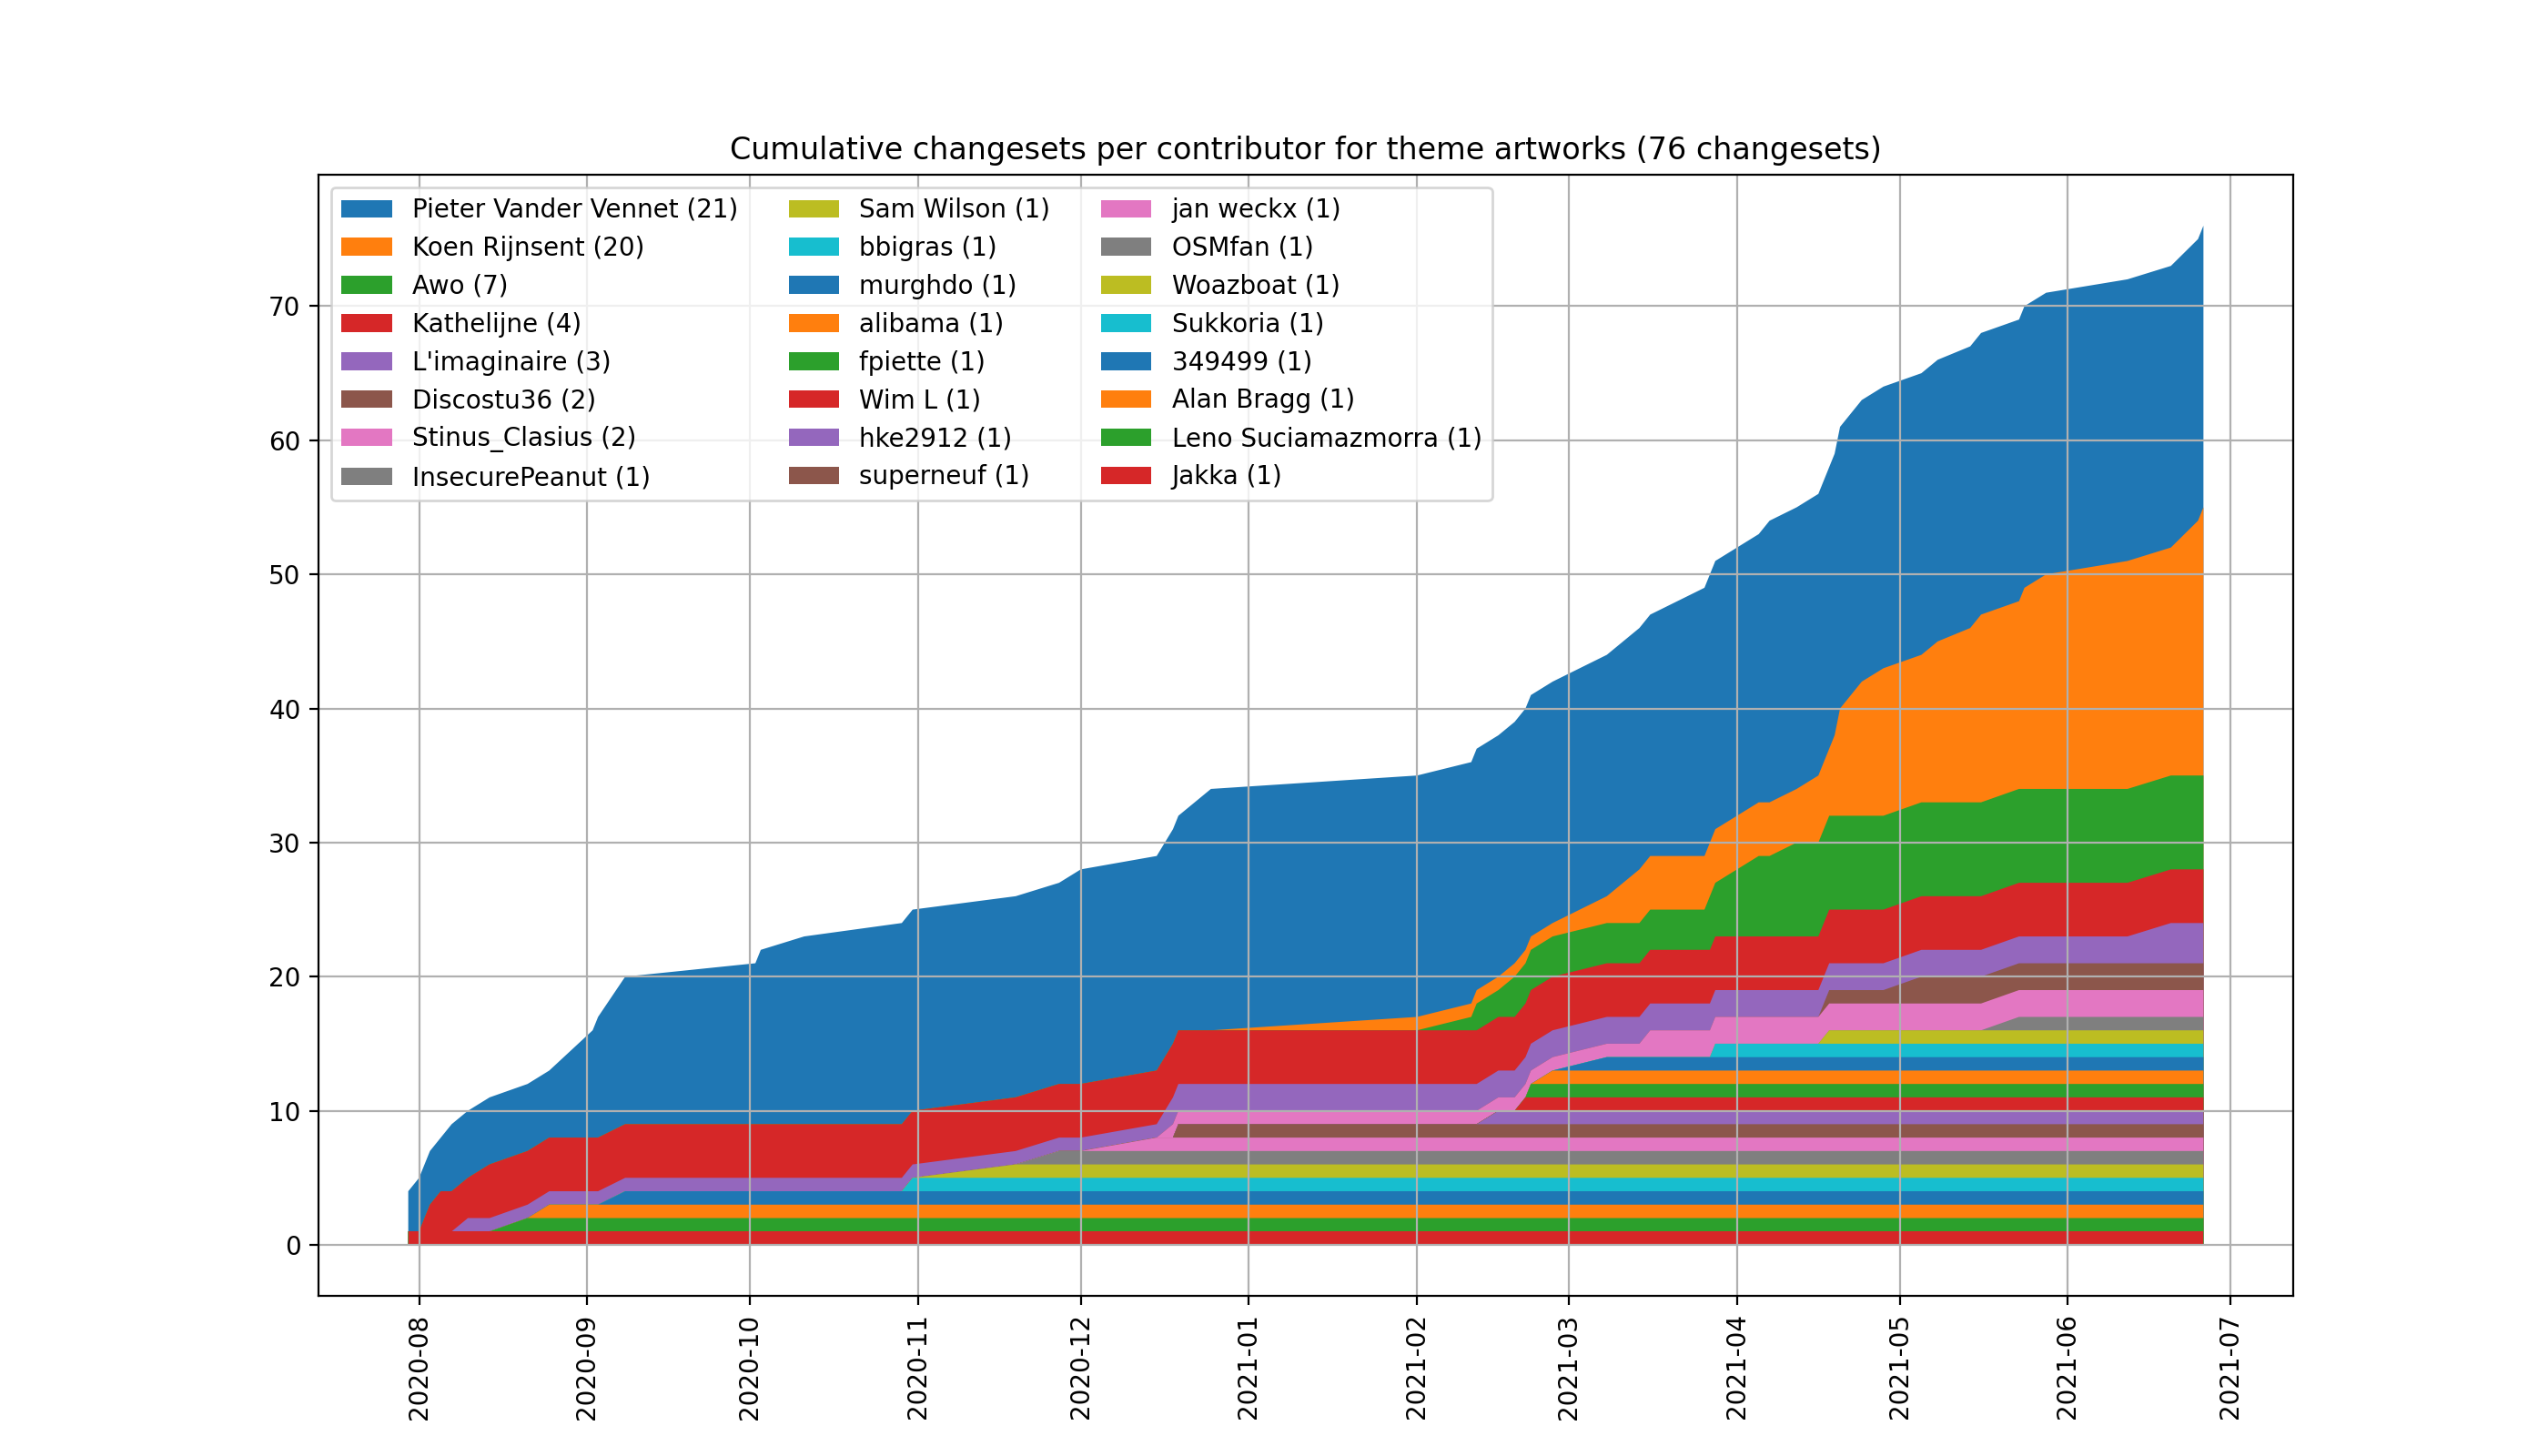 Cumulative changesets per contributor for theme artworks (76 changesets)
Pieter Vander Vennet (21)
Koen Rijnsent (20)
Awo (7)
Kathelijne (4)
L'imaginaire (3)
Discostu36 (2)
Stinus_Clasius (2)
InsecurePeanut (1)
Sam Wilson (1)
bbigras (1)
murghdo (1)
alibama (1)
fpiette (1)
Wim L (1)
hke2912 (1)
superneuf (1)
jan weckx (1)
OSMfan (1)
Woazboat (1)
Sukkoria (1)
349499 (1)
Alan Bragg (1)
Leno Suciamazmorra (1)
Jakka (1)
70
60
50
40
30
20
10
0
2020-08
2020-09
2020-10
2020-11
2020-12
2021-01
2021-02
2021-03
2021-04
2021-05
2021-06
2021-07